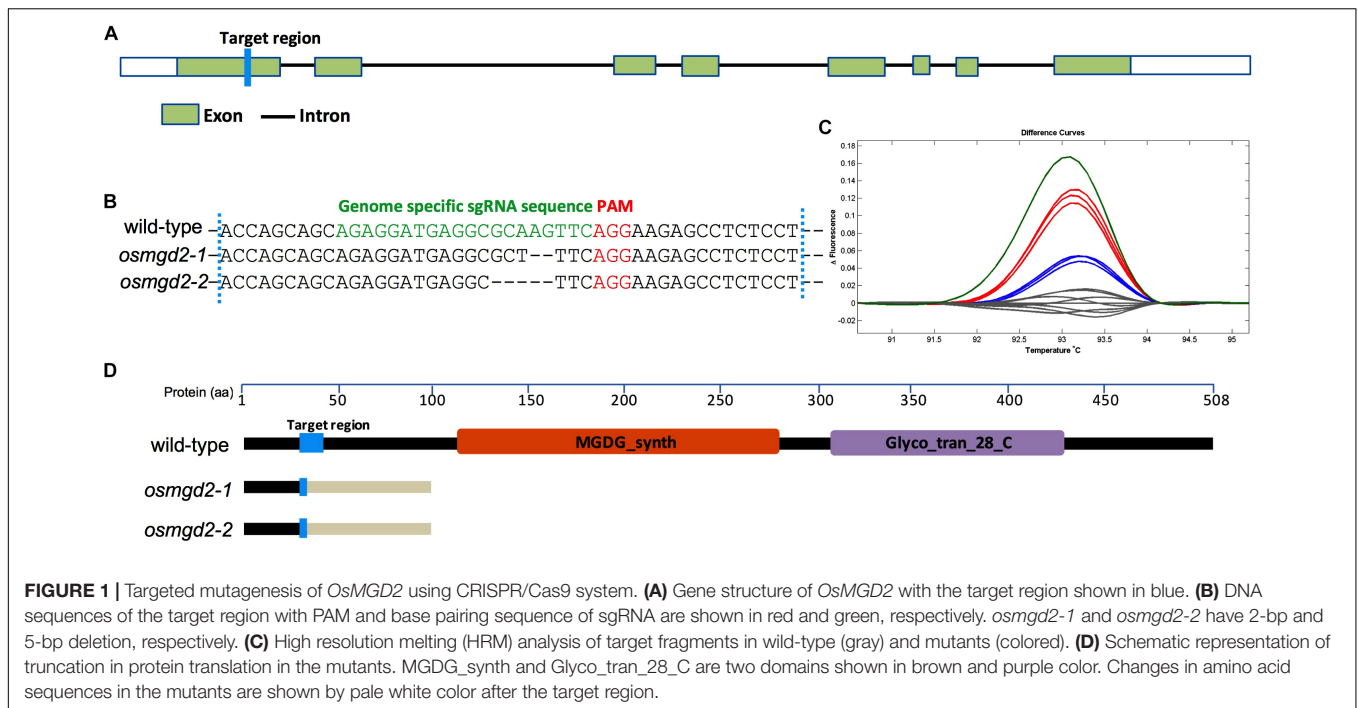 A
Target region
Exon
Intron
B
Genome specific sgRNA sequence PAM
wild-type ACCAGCAGCAGAGGATGAGGCGCAAGTTCAGGAAGAGCCTCTCCT---
osmgd2-1 ACCAGCAGCAGAGGATGAGGCGCT--TTCAGGAAGAGCCTCTCCT---
osmgd2-2 ACCAGCAGCAGAGGATGAGGC-----TTCAGGAAGAGCCTCTCCT---
C
Difference Curves
Δ Fluorescence
0.18
0.16
0.14
0.12
0.1
0.08
0.06
0.04
0.02
0
-0.02
91 91.5 92 92.5 93 93.5 94 94.5 95
Temperature °C
D
Protein (aa)
1 50 100 150 200 250 300 350 400 450 508
Target region
wild-type
MGDG_synth
Glyco_tran_28_C
osmgd2-1
osmgd2-2
FIGURE 1 | Targeted mutagenesis of OsMGD2 using CRISPR/Cas9 system. (A) Gene structure of OsMGD2 with the target region shown in blue. (B) DNA
sequences of the target region with PAM and base pairing sequence of sgRNA are shown in red and green, respectively. osmgd2-1 and osmgd2-2 have 2-bp and
5-bp deletion, respectively. (C) High resolution melting (HRM) analysis of target fragments in wild-type (gray) and mutants (colored). (D) Schematic representation of
truncation in protein translation in the mutants. MGDG_synth and Glyco_tran_28_C are two domains shown in brown and purple color. Changes in amino acid
sequences in the mutants are shown by pale white color after the target region.